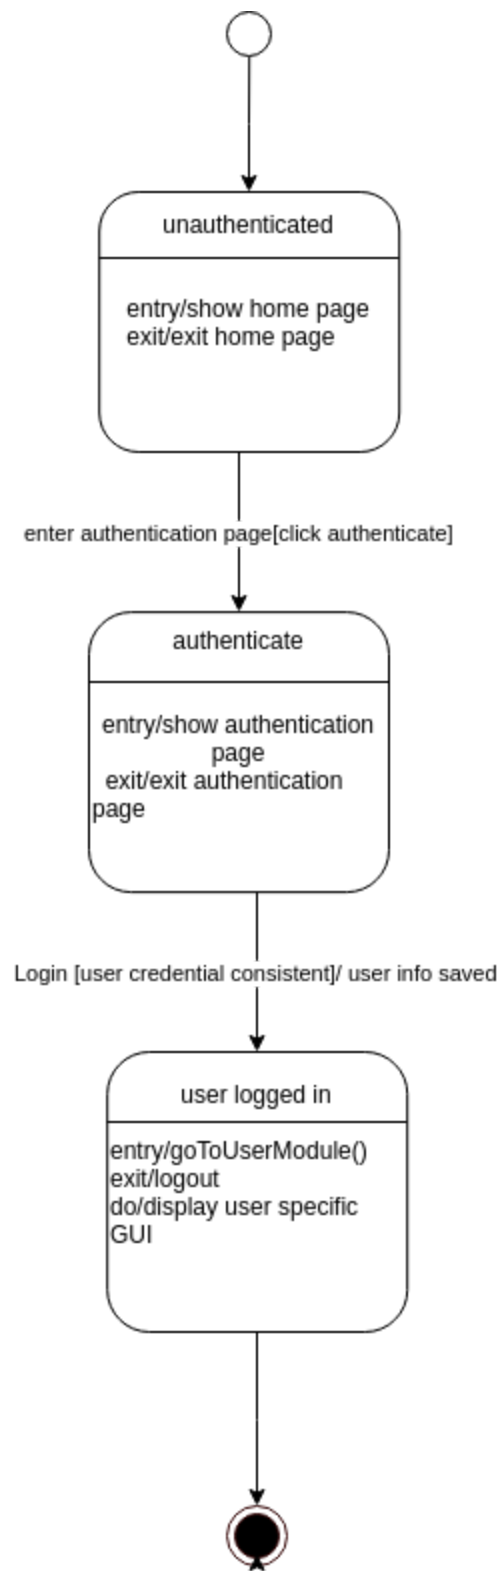 unauthenticated
entry/show home page
exit/exit home page
enter authentication page[click authenticate]
authenticate
entry/show authentication
page
exit/exit authentication
page
Login [user credential consistent]/ user info saved
user logged in
entry/goToUserModule()
exit/logout
do/display user specific
GUI